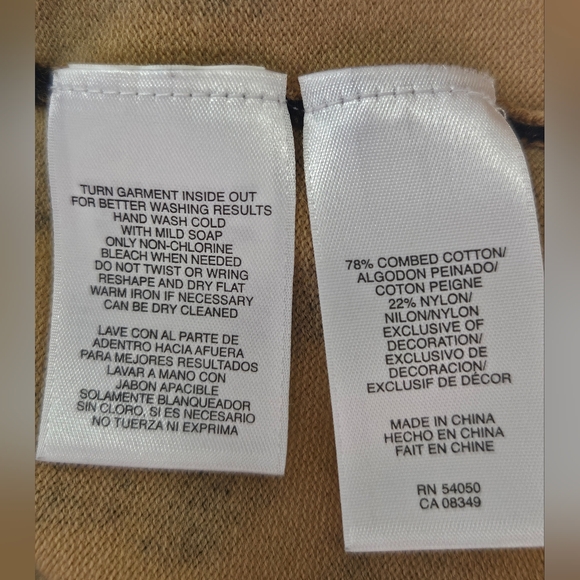 TURN GARMENT INSIDE OUT
FOR BETTER WASHING RESULTS
HAND WASH COLD
WITH MILD SOAP
ONLY NON-CHLORINE
BLEACH WHEN NEEDED
DO NOT TWIST OR WRING
RESHAPE AND DRY FLAT
WARM IRON IF NECESSARY
CAN BE DRY CLEANED
LAVE CON AL PARTE DE
ADENTRO HACIA AFUERA
PARA MEJORES RESULTADOS
LAVAR A MANO CON
JABON APACIBLE
SOLAMENTE BLANQUEADOR
SIN CLORO, SI ES NECESARIO
NO TUERZA NI EXPRIMA
78% COMBED COTTON/
ALGODON PEINADO/
COTON PEIGNE
22% NYLON/
NILON/NYLON
EXCLUSIVE OF
DECORATION/
EXCLUSIVO DE
DECORACION/
EXCLUSIF DE DÉCOR
MADE IN CHINA
HECHO EN CHINA
FAIT EN CHINE
RN 54050
CA 08349